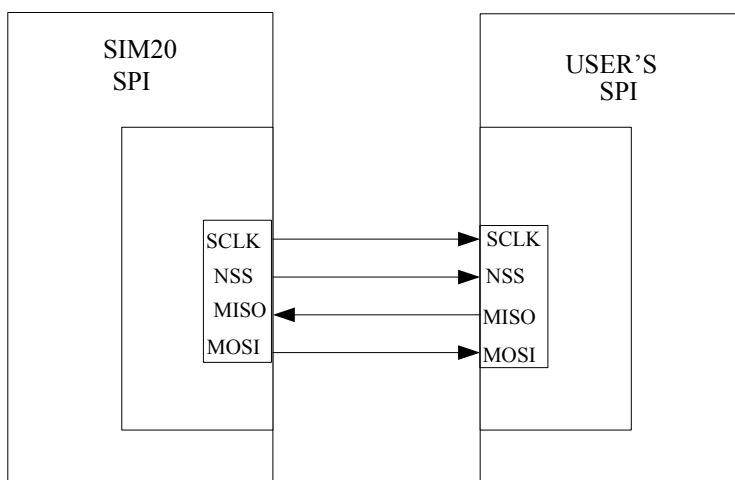 SIM20
SPI
SCLK
NSS
MISO
MOSI
USER'S
SPI
SCLK
NSS
MISO
MOSI